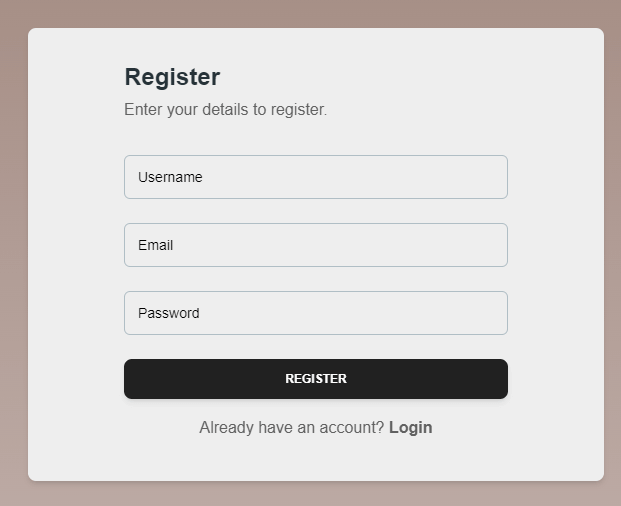 Register
Enter your details to register.
Username
Email
Password
REGISTER
Already have an account? Login